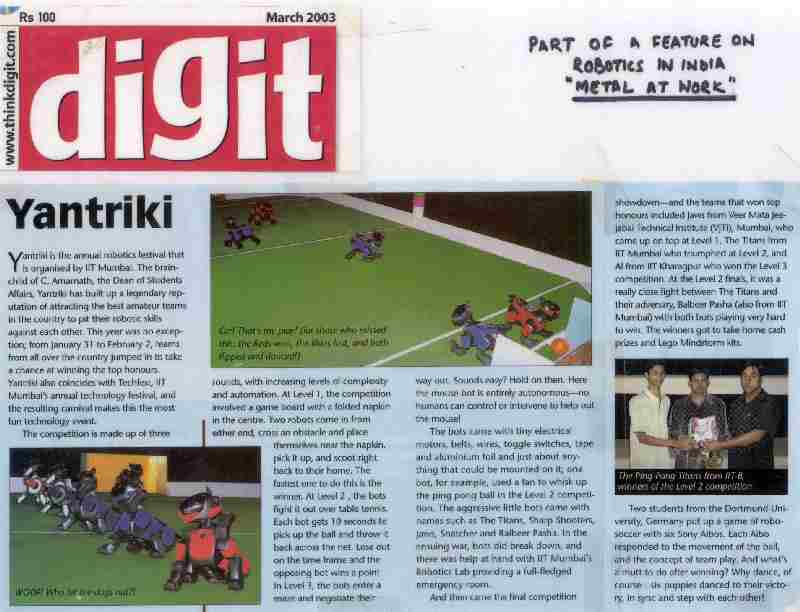 Rs 100
March 2003
www.thinkdigit.com
digit
PART OF A FEATURE ON
ROBOTICS IN INDIA
"METAL AT WORK"
Yantriki
Yantriki is the annual robotics festival that
is organised by IIT Mumbai. The brain-
child of C. Amarnath, the Dean of Students
Affairs, Yantriki has built up a legendary rep-
utation of attracting the best amateur teams
in the country to pit their robotic skills
against each other. This year was no excep-
tion; from January 31 to February 2, teams
from all over the country jumped in to take
a chance at winning the top honours.
Yantriki also coincides with Techfest, IIT
Mumbai's annual technology festival, and
the resulting carnival makes this the most
fun technology event.
The competition is made up of three
WOOF! Who let the dogs out?!
the Reds won, the Blues lost, and both
flipped and danced!)
sounds, with increasing levels of complexity
and automation. At Level 1, the competition
involved a game board with a folded napkin
in the centre. Two robots come in from
either end, cross an obstacle and place
themselves near the napkin,
pick it up, and scoot right
back to their home. The
fastest one to do this is the
winner. At Level 2, the bots
fight it out over table tennis.
Each bot gets 10 seconds to
pick up the ball and throw it
back across the net. Lose out
on the time frame and the
opposing bot wins a point.
In Level 3, the bots enter a
maze and negotiate their
way out. Sounds easy? Hold on then. Here
the mouse bot is entirely autonomous—no
humans can control or intervene to help out
the mouse!
The bots came with tiny electrical
motors, belts, wires, toggle switches, tape
and aluminium foil and just about any-
thing that could be mounted on it; one
bot, for example, used a fan to whisk up
the ping pong ball in the Level 2 competi-
tion. The aggressive little bots came with
names such as The Titans, Sharp Shooters,
Jaws, Snatcher and Balbeer Pasha. In the
ensuing war, bots did break down, and
there was help at hand with IIT Mumbai's
Robotics Lab providing a full-fledged
emergency room.
And then came the final competition
showdown—and the teams that won top
honours included Jaws from Veer Mata Jee-
jabai Technical Institute (VJTI), Mumbai, who
came up on top at Level 1, The Titans from
IIT Mumbai who triumphed at Level 2, and
Al from IIT Kharagpur who won the Level 3
competition. At the Level 2 finals, it was a
really close fight between The Titans and
their adversary, Balbeer Pasha (also from IIT
Mumbai) with both bots playing very hard
to win. The winners got to take home cash
prizes and Lego Mindstorm kits.
The Ping-Pong Titans from IIT-B,
winners of the Level 2 competition
Two students from the Dortmund Uni-
versity, Germany put up a game of robo-
soccer with six Sony Aibos. Each Aibo
responded to the movement of the ball,
and the concept of team play. And what's
a mutt to do after winning? Why dance, of
course us puppies danced to their victo-
ry, in sync and step with each other!